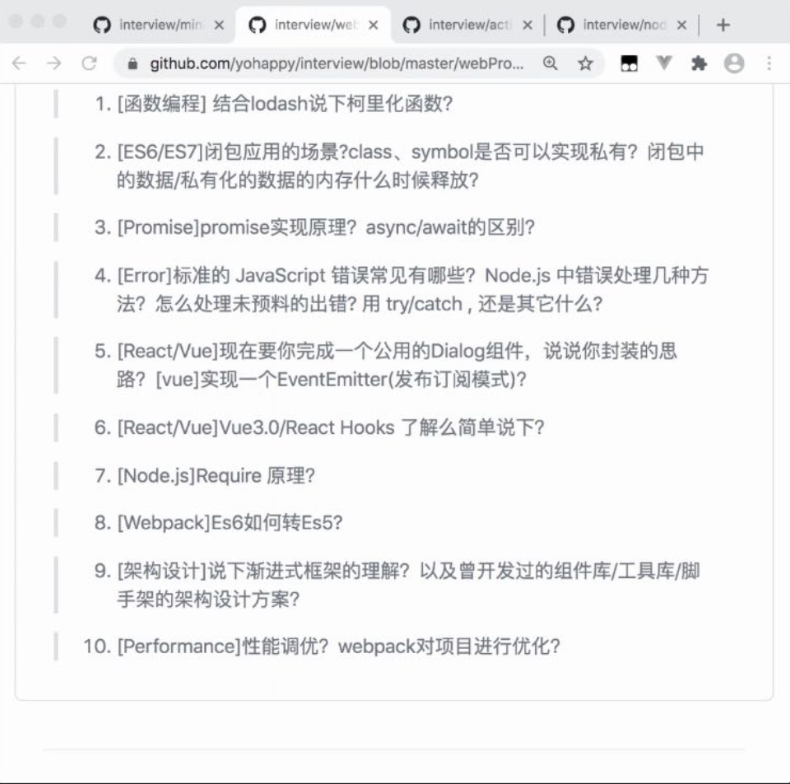 interview/min
interview/web
interview/acti
interview/nod
github.com/yohappy/interview/blob/master/webPro...
1. [函数编程] 结合lodash说下柯里化函数?
2. [ES6/ES7]闭包应用的场景?class、symbol是否可以实现私有？闭包中
的数据/私有化的数据的内存什么时候释放?
3. [Promise]promise实现原理？async/await的区别?
4. [Error]标准的 JavaScript 错误常见有哪些？Node.js 中错误处理几种方
法？怎么处理未预料的出错? 用 try/catch , 还是其它什么?
5. [React/Vue]现在要你完成一个公用的Dialog组件，说说你封装的思
路？[vue]实现一个EventEmitter(发布订阅模式)?
6. [React/Vue]Vue3.0/React Hooks 了解么简单说下?
7. [Node.js]Require 原理?
8. [Webpack]Es6如何转Es5?
9. [架构设计]说下渐进式框架的理解？以及曾开发过的组件库/工具库/脚
手架的架构设计方案?
10. [Performance]性能调优？webpack对项目进行优化?